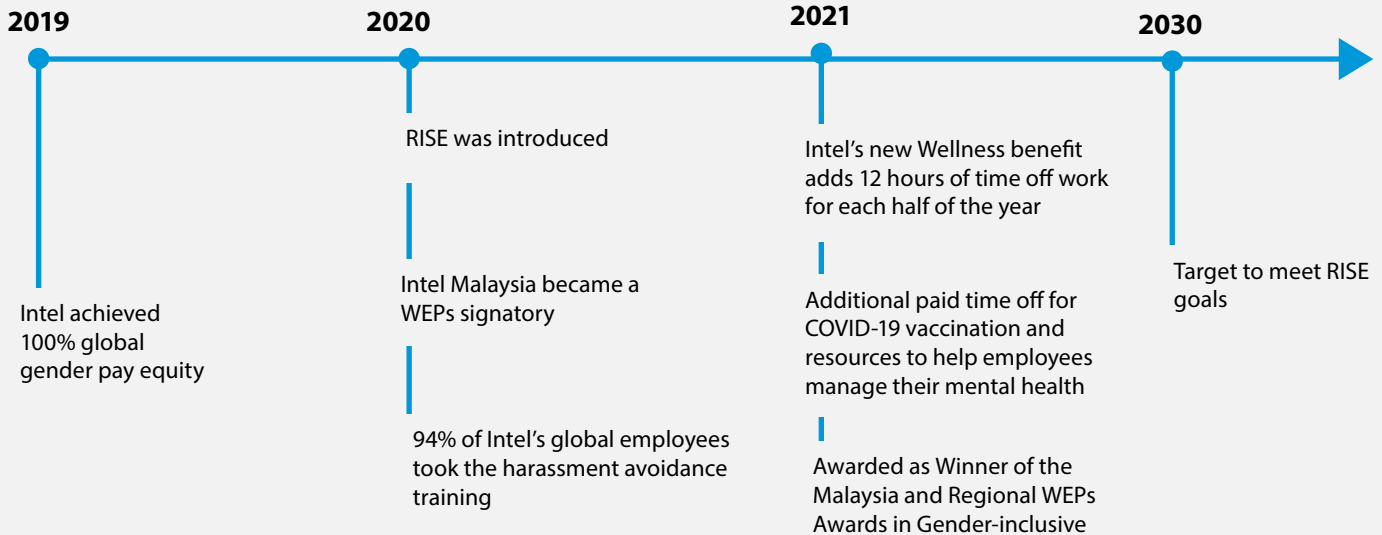 2019
2020
2021
2030
Intel achieved
100% global
gender pay equity
RISE was introduced
Intel Malaysia became a
WEPs signatory
94% of Intel's global employees
took the harassment avoidance
training
Intel's new Wellness benefit
adds 12 hours of time off work
for each half of the year
Additional paid time off for
COVID-19 vaccination and
resources to help employees
manage their mental health
Awarded as Winner of the
Malaysia and Regional WEPs
Awards in Gender-inclusive
Target to meet RISE
goals